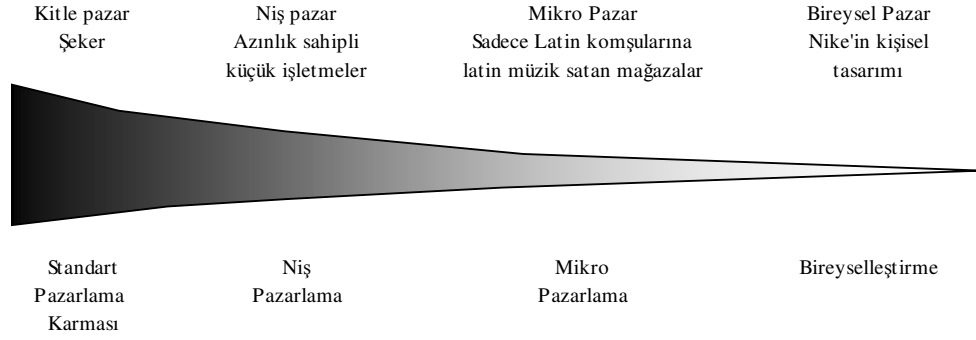 Kitle pazar
Şeker
Niş pazar
Azınlık sahipli
küçük işletmeler
Mikro Pazar
Sadece Latin komşularına
latin müzik satan mağazalar
Bireysel Pazar
Nike'in kişisel
tasarımı
Standart
Pazarlama
Karması
Niş
Pazarlama
Mikro
Pazarlama
Bireyselleştirme